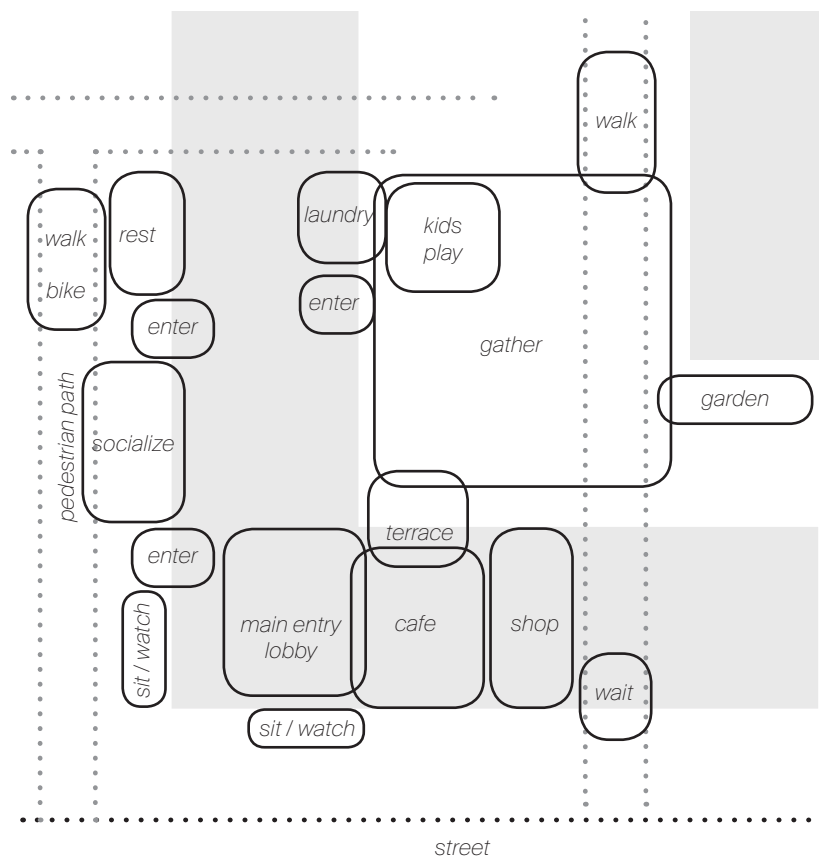 walk
walk
bike
rest
laundry
kids
play
enter
enter
gather
garden
pedestrian path
socialize
terrace
enter
sit / watch
main entry
lobby
cafe
shop
wait
sit / watch
street